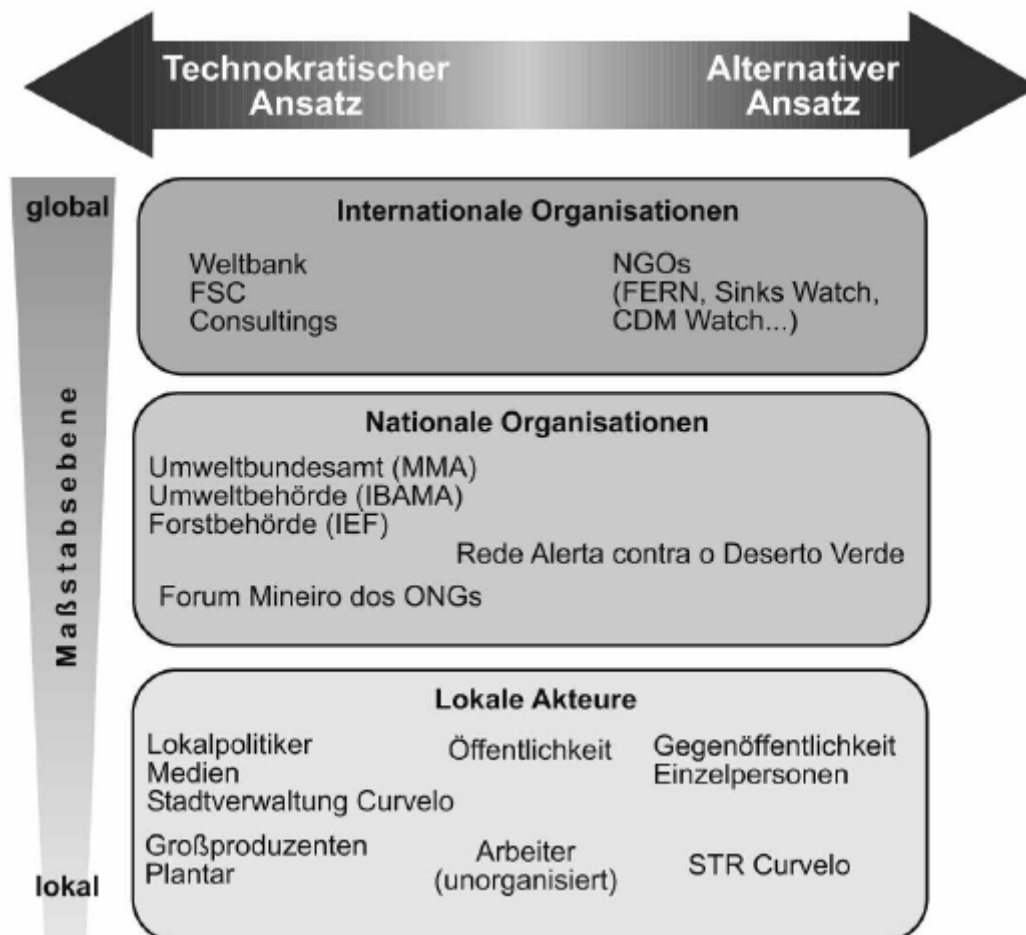 Technokratischer
Ansatz
Alternativer
Ansatz
global
Maßstabsebene
lokal
Internationale Organisationen
Weltbank
FSC
Consultings
NGOs
(FERN, Sinks Watch,
CDM Watch...)
Nationale Organisationen
Umweltbundesamt (MMA)
Umweltbehörde (IBAMA)
Forstbehörde (IEF)
Rede Alerta contra o Deserto Verde
Forum Mineiro dos ONGs
Lokale Akteure
Lokalpolitiker
Medien
Stadtverwaltung Curvelo
Öffentlichkeit
Gegenöffentlichkeit
Einzelpersonen
Großproduzenten
Plantar
Arbeiter
(unorganisiert)
STR Curvelo